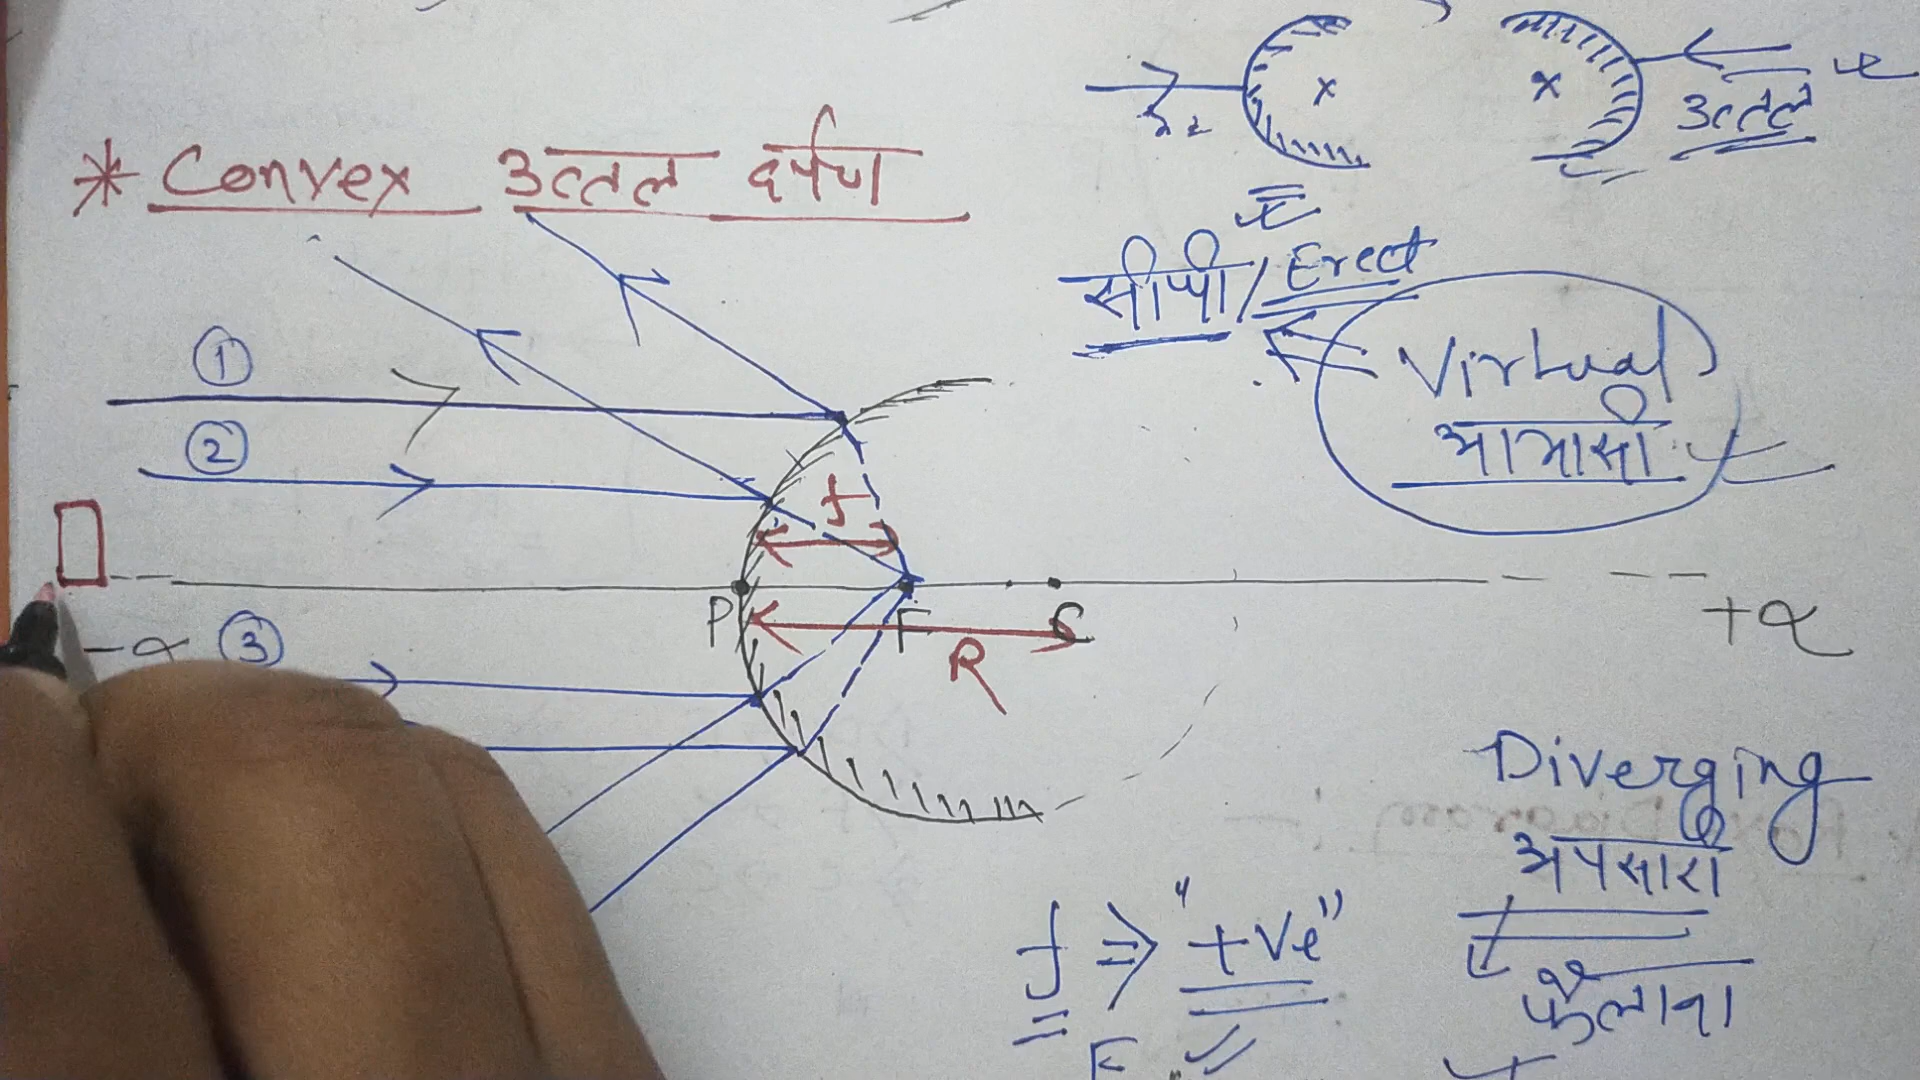 उत्तल
* Convex उत्तल दर्पण
सीधी / Erect
Virtual
आभासी
1
2
f
P F C
+α
-α 3
R
Diverging
अपसारी
f ⇒ "+ve"
फैलाना
F